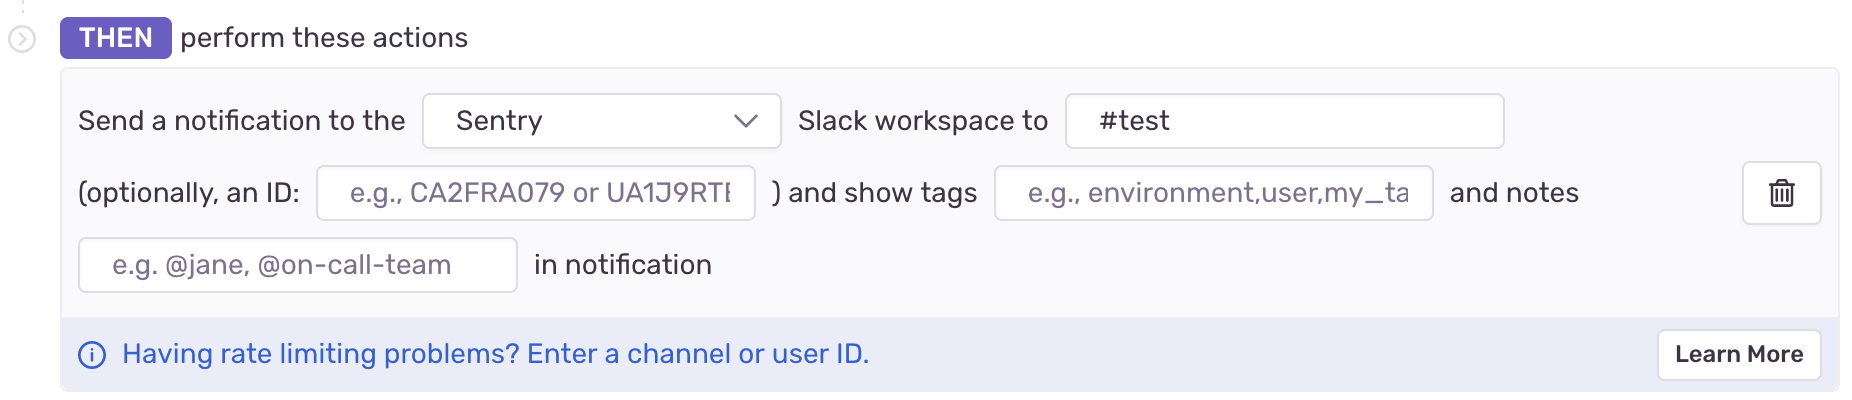 THEN perform these actions
Send a notification to the Sentry Slack workspace to #test
(optionally, an ID: e.g., CA2FRA079 or UA1J9RTE ) and show tags e.g., environment,user,my_ta and notes
e.g. @jane, @on-call-team in notification
Having rate limiting problems? Enter a channel or user ID. Learn More